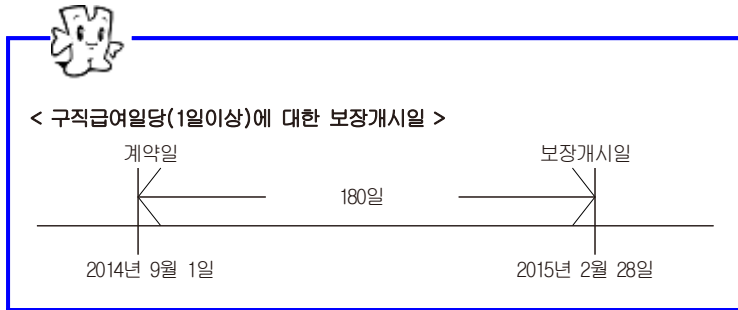 < 구직급여일당(1일이상)에 대한 보장개시일 >
계약일 보장개시일
180일
2014년 9월 1일 2015년 2월 28일